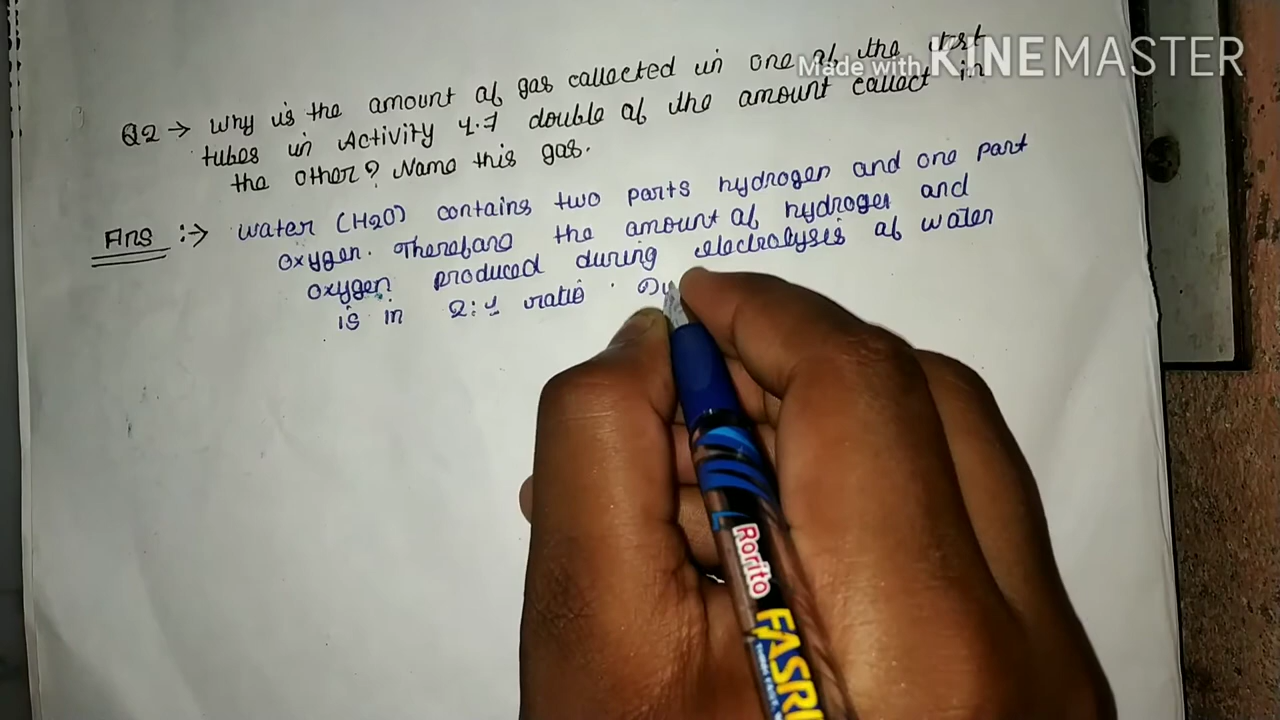 Made with KINEMASTER
Q2 → Why is the amount of gas collected in one of the test
tubes in Activity 1.7 double of the amount collect in
the other? Name this gas.
Ans :→ Water (H2O) contains two parts hydrogen and one part
oxygen. Therefore the amount of hydrogen and
oxygen produced during electrolysis of water
is in 2:1 ratio.
Rorito